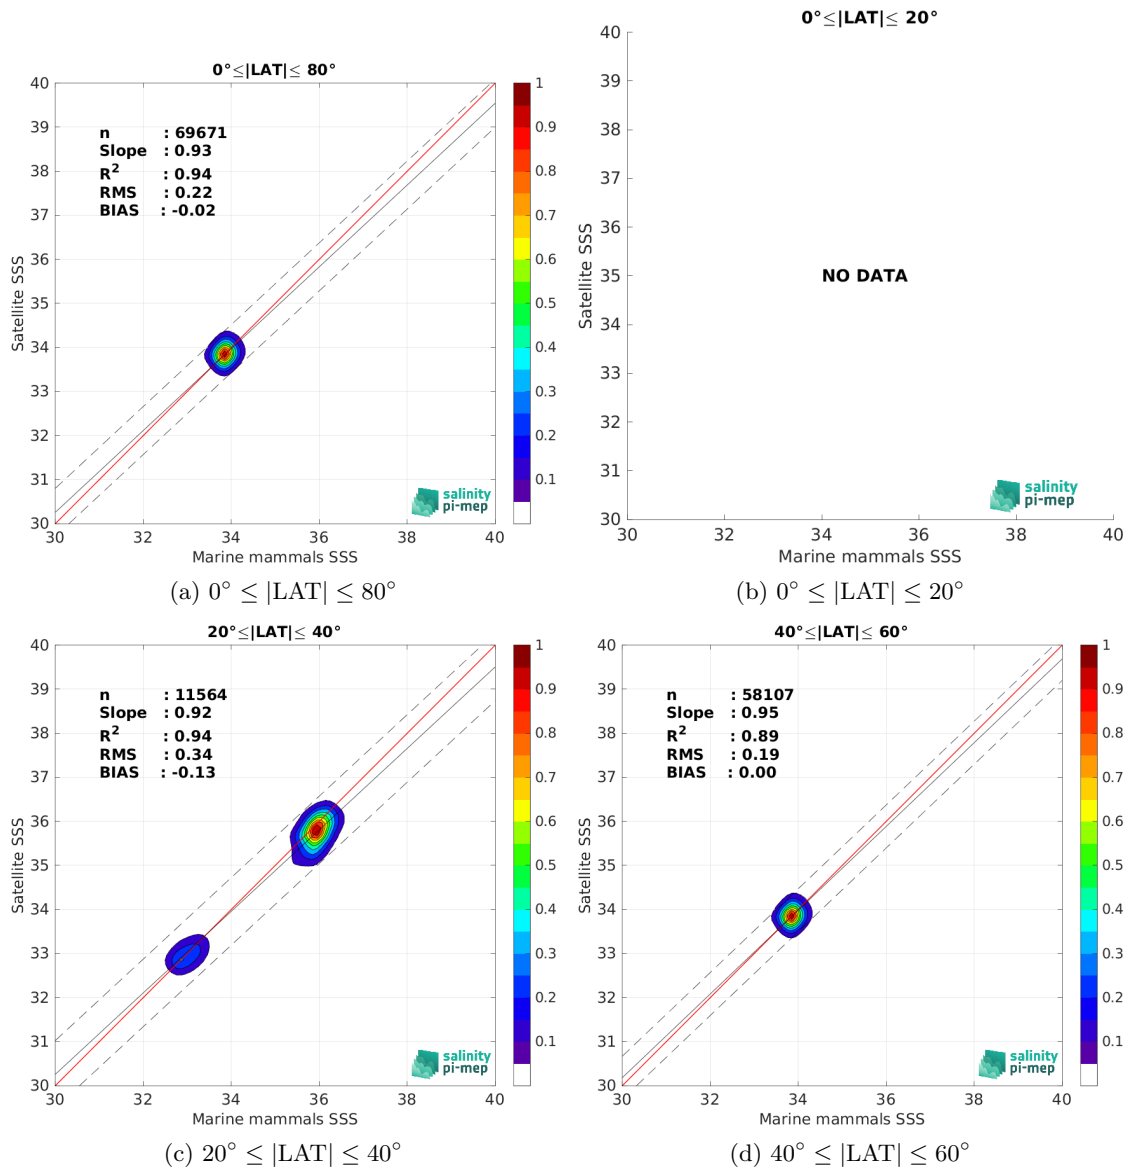 0°≤|LAT|≤ 80°
40
39
38
37
36
35
34
33
32
31
30
Satellite SSS
n : 69671
Slope : 0.93
R² : 0.94
RMS : 0.22
BIAS : -0.02
salinity
pi-mep
30 32 34 36 38 40
Marine mammals SSS
1
0.9
0.8
0.7
0.6
0.5
0.4
0.3
0.2
0.1
(a) 0° ≤ |LAT| ≤ 80°
0°≤|LAT|≤ 20°
40
39
38
37
36
35
34
33
32
31
30
Satellite SSS
NO DATA
salinity
pi-mep
30 32 34 36 38 40
Marine mammals SSS
(b) 0° ≤ |LAT| ≤ 20°
20°≤|LAT|≤ 40°
40
39
38
37
36
35
34
33
32
31
30
Satellite SSS
n : 11564
Slope : 0.92
R² : 0.94
RMS : 0.34
BIAS : -0.13
salinity
pi-mep
30 32 34 36 38 40
Marine mammals SSS
1
0.9
0.8
0.7
0.6
0.5
0.4
0.3
0.2
0.1
(c) 20° ≤ |LAT| ≤ 40°
40°≤|LAT|≤ 60°
40
39
38
37
36
35
34
33
32
31
30
Satellite SSS
n : 58107
Slope : 0.95
R² : 0.89
RMS : 0.19
BIAS : 0.00
salinity
pi-mep
30 32 34 36 38 40
Marine mammals SSS
1
0.9
0.8
0.7
0.6
0.5
0.4
0.3
0.2
0.1
(d) 40° ≤ |LAT| ≤ 60°